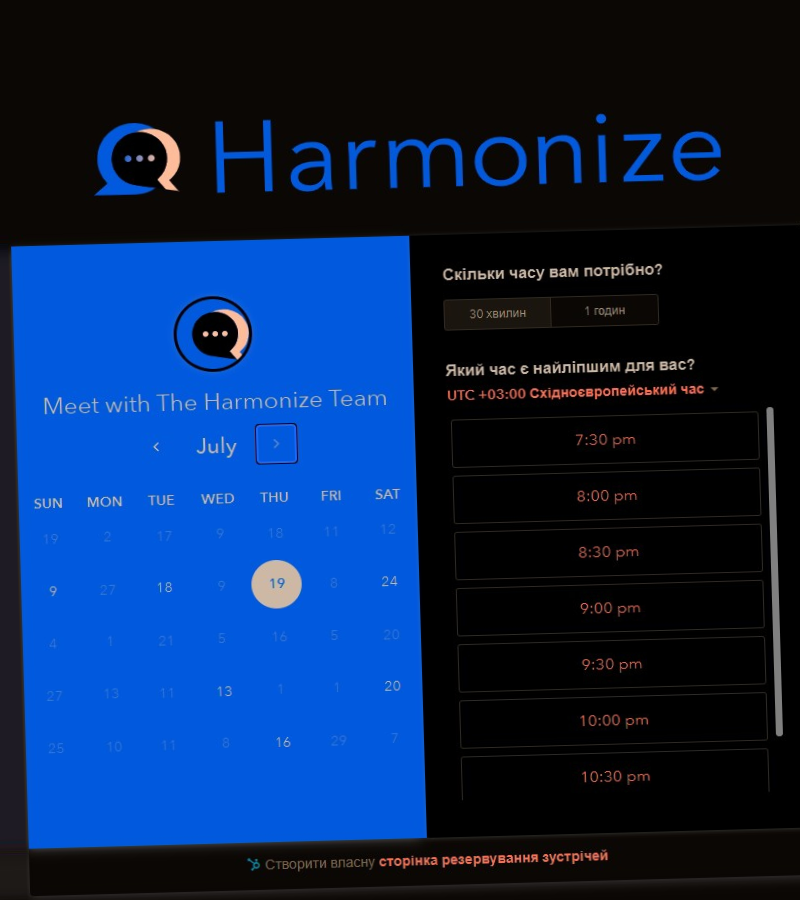 Harmonize
Meet with The Harmonize Team
July
SUN MON TUE WED THU FRI SAT
19 2 17 9 18 11 12
9 27 18 9 19 8 24
4 1 21 5 16 5 20
27 13 11 13 1 1 20
25 10 11 8 16 29 7
Скільки часу вам потрібно?
30 хвилин 1 годин
Який час є найліпшим для вас?
UTC +03:00 Східноєвропейський час
7:30 pm
8:00 pm
8:30 pm
9:00 pm
9:30 pm
10:00 pm
10:30 pm
Створити власну сторінка резервування зустрічей